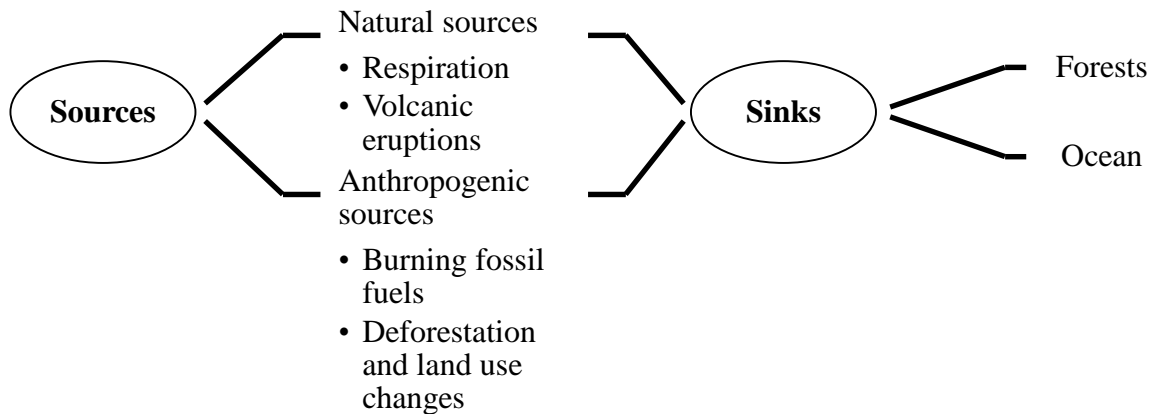 Sources
Natural sources
• Respiration
• Volcanic
eruptions
Anthropogenic
sources
• Burning fossil
fuels
• Deforestation
and land use
changes
Sinks
Forests
Ocean